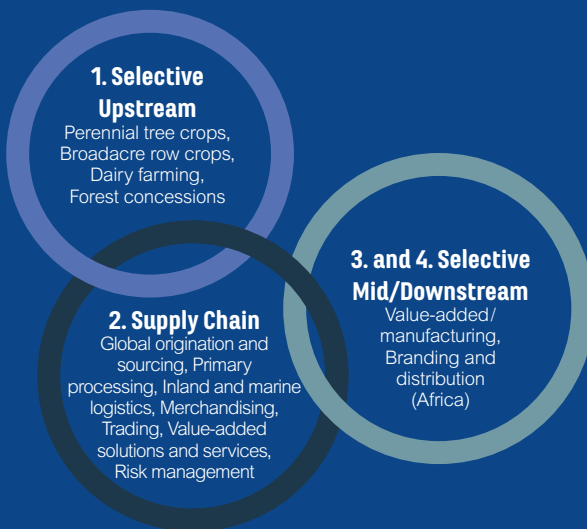 1. Selective
Upstream
Perennial tree crops,
Broadacre row crops,
Dairy farming,
Forest concessions
2. Supply Chain
Global origination and
sourcing, Primary
processing, Inland and marine
logistics, Merchandising,
Trading, Value-added
solutions and services,
Risk management
3. and 4. Selective
Mid/Downstream
Value-added/
manufacturing,
Branding and
distribution
(Africa)